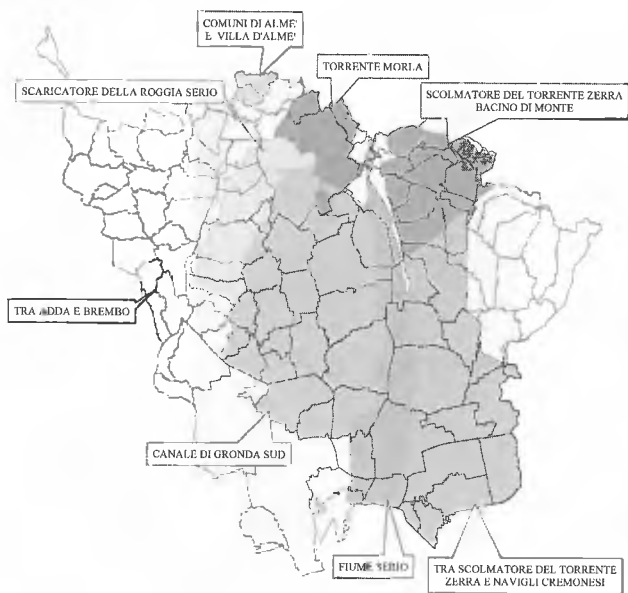 COMUNI DI ALME'
E VILLA D'ALME'
TORRENTE MORLA
SCARICATORE DELLA ROGGIA SERIO
SCOLMATORE DEL TORRENTE ZERRA
BACINO DI MONTE
TRA ADDA E BREMBO
CANALE DI GRONDA SUD
FIUME SERIO
TRA SCOLMATORE DEL TORRENTE
ZERRA E NAVIGLI CREMONESI